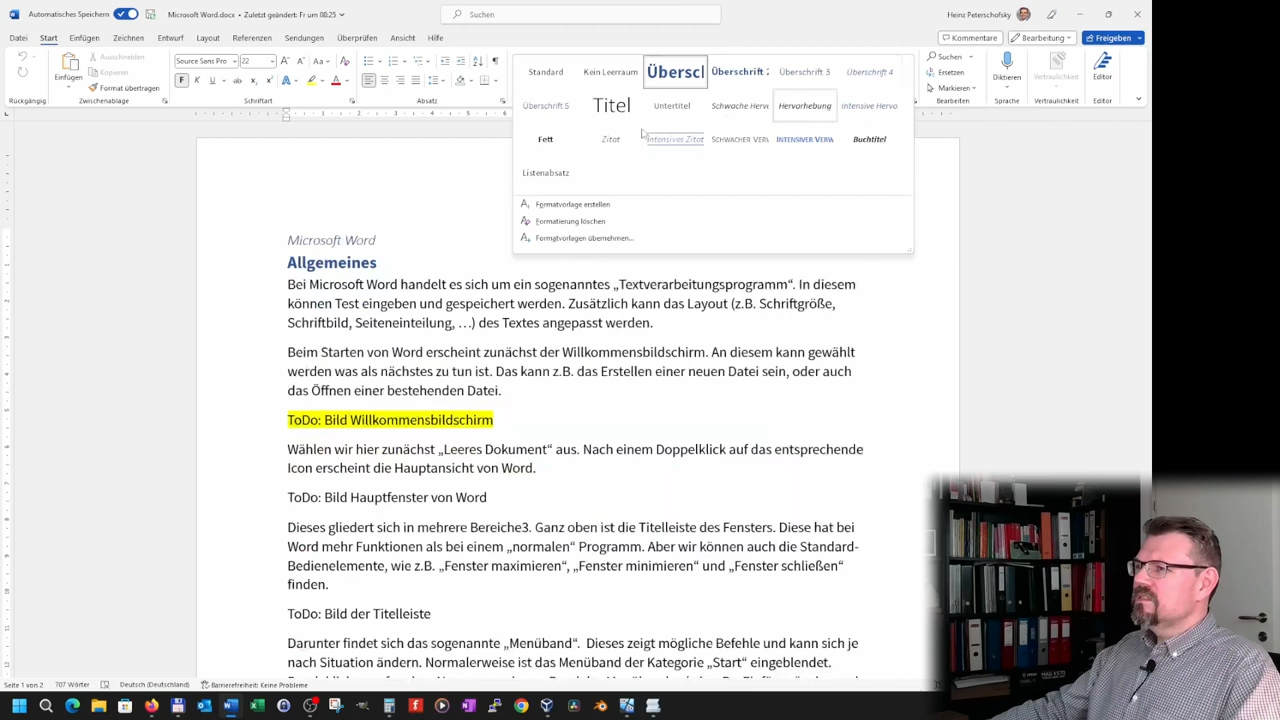 Automatisches Speichern
Microsoft Word.docx • Zuletzt geändert: Fr um 08:25
Suchen
Heinz Peterschofsky
Datei Start Einfügen Zeichnen Entwurf Layout Referenzen Sendungen Überprüfen Ansicht Hilfe
Kommentare Bearbeitung Freigeben
Einfügen
Ausschneiden
Kopieren
Format übertragen
Source Sans Pro 22
Rückgängig Zwischenablage Schriftart Absatz
Standard Kein Leerraum Überscl Überschrift 2 Überschrift 3 Überschrift 4
Überschrift 5 Titel Untertitel Schwache Herv Hervorhebung Intensive Hervo
Fett Zitat Intensives Zitat Schwacher Verv Intensiver Verw Buchtitel
Listenabsatz
Formatvorlage erstellen
Formatierung löschen
Formatvorlagen übernehmen...
Suchen
Ersetzen
Markieren
Bearbeiten
Diktieren
Sprache
Vertraulichkeit
Vertraulichkeit
Editor
Editor
Microsoft Word
Allgemeines
Bei Microsoft Word handelt es sich um ein sogenanntes „Textverarbeitungsprogramm“. In diesem
können Test eingeben und gespeichert werden. Zusätzlich kann das Layout (z.B. Schriftgröße,
Schriftbild, Seiteneinteilung, …) des Textes angepasst werden.
Beim Starten von Word erscheint zunächst der Willkommensbildschirm. An diesem kann gewählt
werden was als nächstes zu tun ist. Das kann z.B. das Erstellen einer neuen Datei sein, oder auch
das Öffnen einer bestehenden Datei.
ToDo: Bild Willkommensbildschirm
Wählen wir hier zunächst „Leeres Dokument“ aus. Nach einem Doppelklick auf das entsprechende
Icon erscheint die Hauptansicht von Word.
ToDo: Bild Hauptfenster von Word
Dieses gliedert sich in mehrere Bereiche3. Ganz oben ist die Titelleiste des Fensters. Diese hat bei
Word mehr Funktionen als bei einem „normalen“ Programm. Aber wir können auch die Standard-
Bedienelemente, wie z.B. „Fenster maximieren“, „Fenster minimieren“ und „Fenster schließen“
finden.
ToDo: Bild der Titelleiste
Darunter findet sich das sogenannte „Menüband“. Dieses zeigt mögliche Befehle und kann sich je
nach Situation ändern. Normalerweise ist das Menüband der Kategorie „Start“ eingeblendet.
Seite 1 von 2 707 Wörter Deutsch (Deutschland) Barrierefreiheit: Keine Probleme